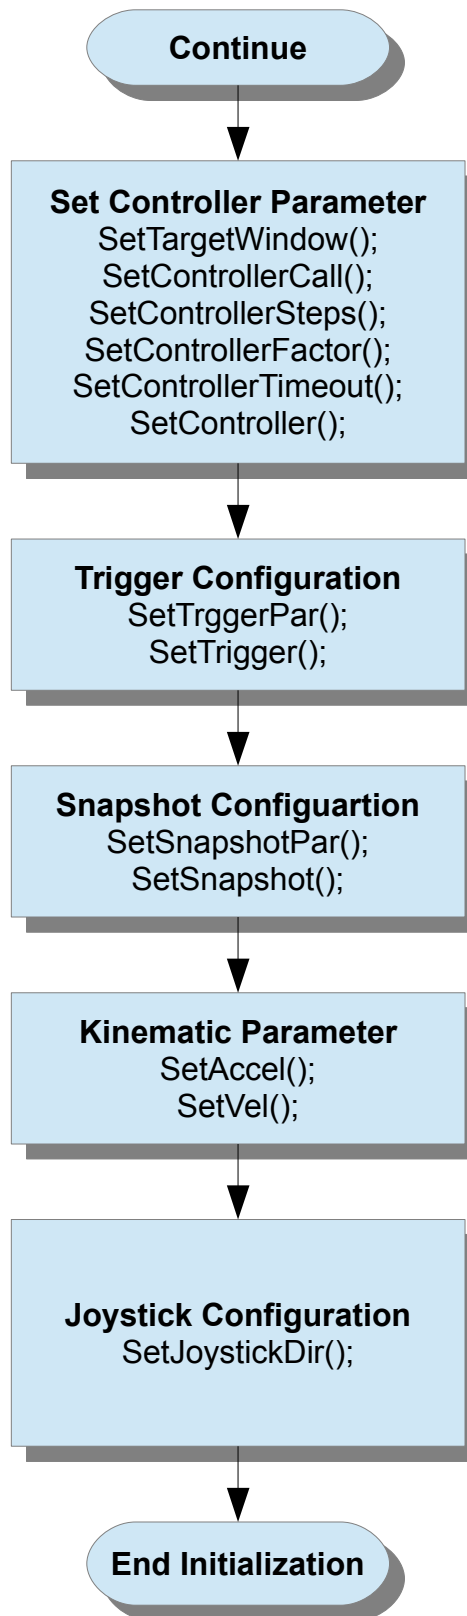 Continue
Set Controller Parameter
SetTargetWindow();
SetControllerCall();
SetControllerSteps();
SetControllerFactor();
SetControllerTimeout();
SetController();
Trigger Configuration
SetTrggerPar();
SetTrigger();
Snapshot Configuartion
SetSnapshotPar();
SetSnapshot();
Kinematic Parameter
SetAccel();
SetVel();
Joystick Configuration
SetJoystickDir();
End Initialization